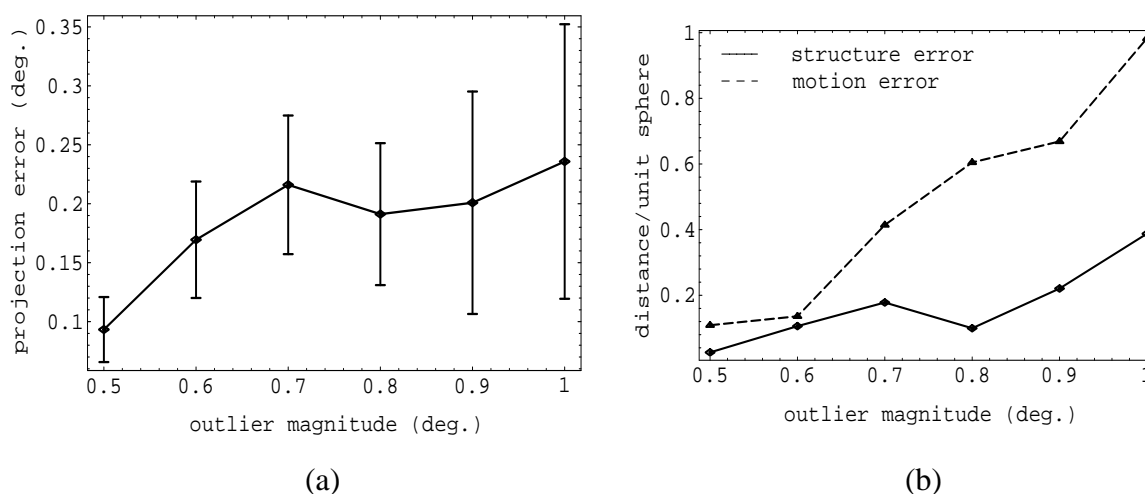 projection error (deg.)
0.35
0.3
0.25
0.2
0.15
0.1
0.5 0.6 0.7 0.8 0.9 1
outlier magnitude (deg.)
(a)
distance/unit sphere
1
0.8
0.6
0.4
0.2
structure error
motion error
0.5 0.6 0.7 0.8 0.9 1
outlier magnitude (deg.)
(b)